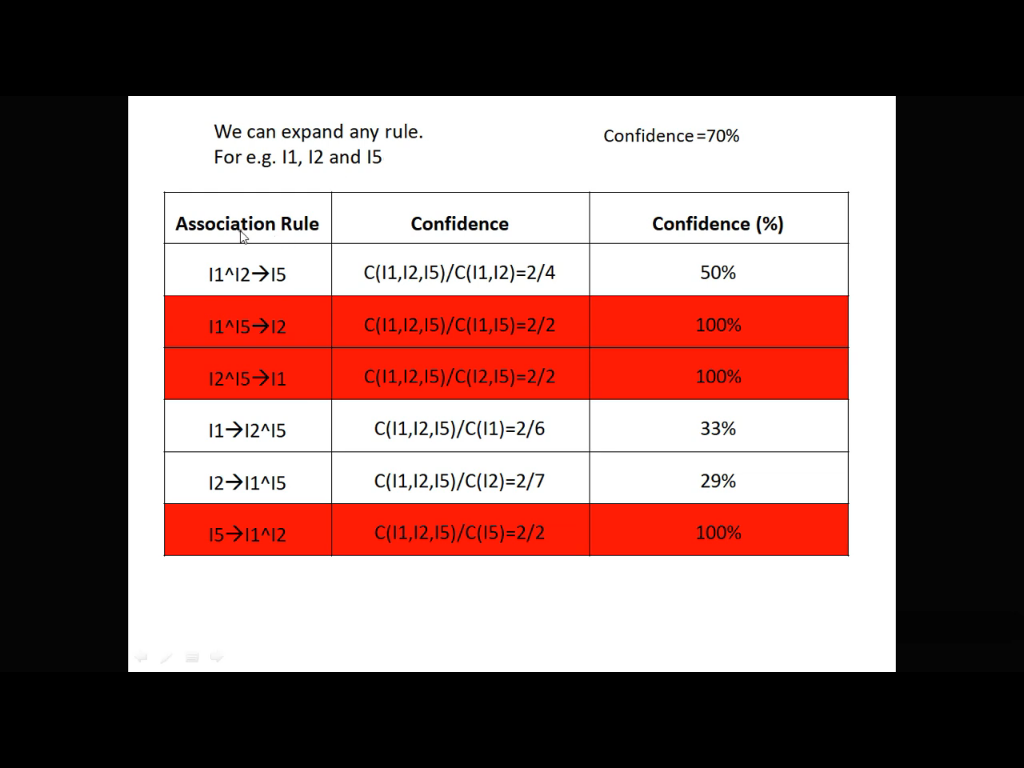 We can expand any rule.
For e.g. I1, I2 and I5
Confidence=70%
Association Rule Confidence Confidence (%)
I1^I2→I5 C(I1,I2,I5)/C(I1,I2)=2/4 50%
I1^I5→I2 C(I1,I2,I5)/C(I1,I5)=2/2 100%
I2^I5→I1 C(I1,I2,I5)/C(I2,I5)=2/2 100%
I1→I2^I5 C(I1,I2,I5)/C(I1)=2/6 33%
I2→I1^I5 C(I1,I2,I5)/C(I2)=2/7 29%
I5→I1^I2 C(I1,I2,I5)/C(I5)=2/2 100%